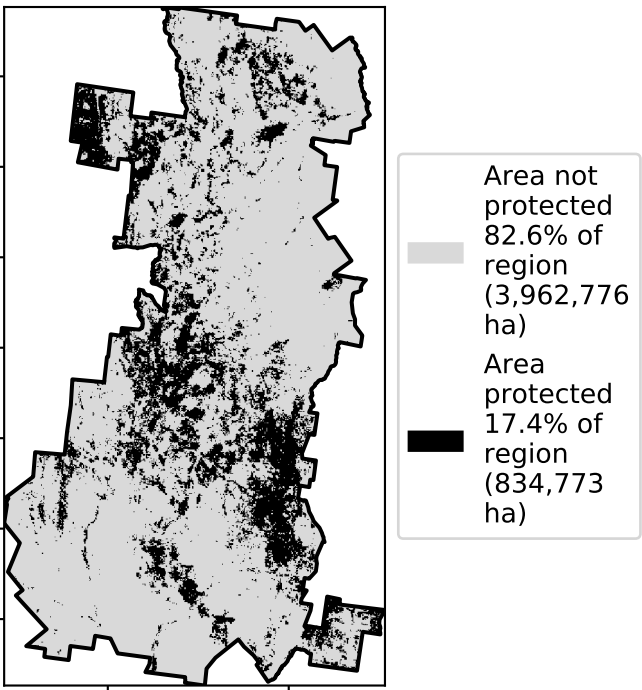 Area not
protected
82.6% of
region
(3,962,776
ha)
Area
protected
17.4% of
region
(834,773
ha)